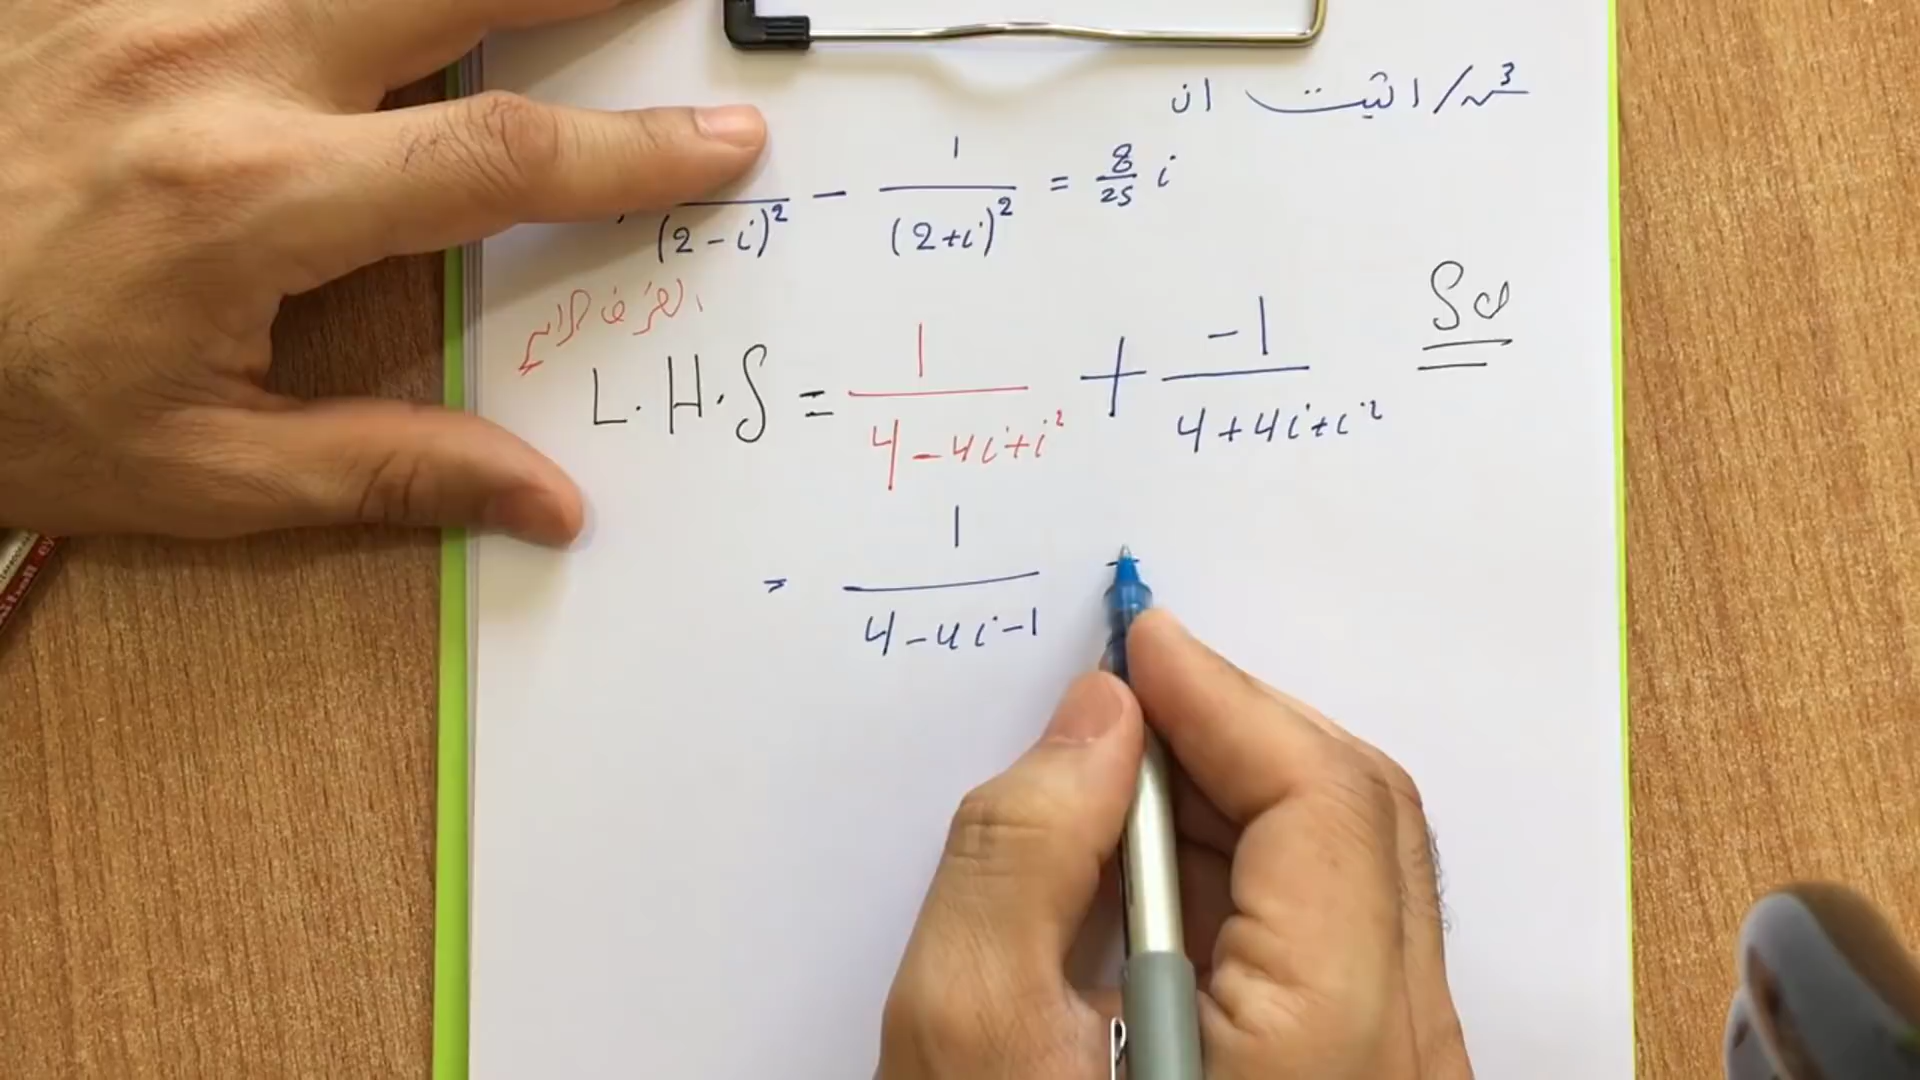 س3/ اثبت ان
(2-i)² - 1/(2+i)² = 8/25 i
الطرف الايسر
Sol
L.H.S = 1/(4-4i+i²) + -1/(4+4i+i²)
= 1/(4-4i-1)